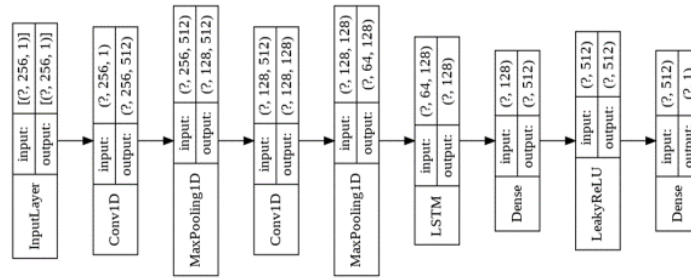 InputLayer
input: [(?, 256, 1)]
output: [(?, 256, 1)]
Conv1D
input: (?, 256, 1)
output: (?, 256, 512)
MaxPooling1D
input: (?, 256, 512)
output: (?, 128, 512)
Conv1D
input: (?, 128, 512)
output: (?, 128, 128)
MaxPooling1D
input: (?, 128, 128)
output: (?, 64, 128)
LSTM
input: (?, 64, 128)
output: (?, 128)
Dense
input: (?, 128)
output: (?, 512)
LeakyReLU
input: (?, 512)
output: (?, 512)
Dense
input: (?, 512)